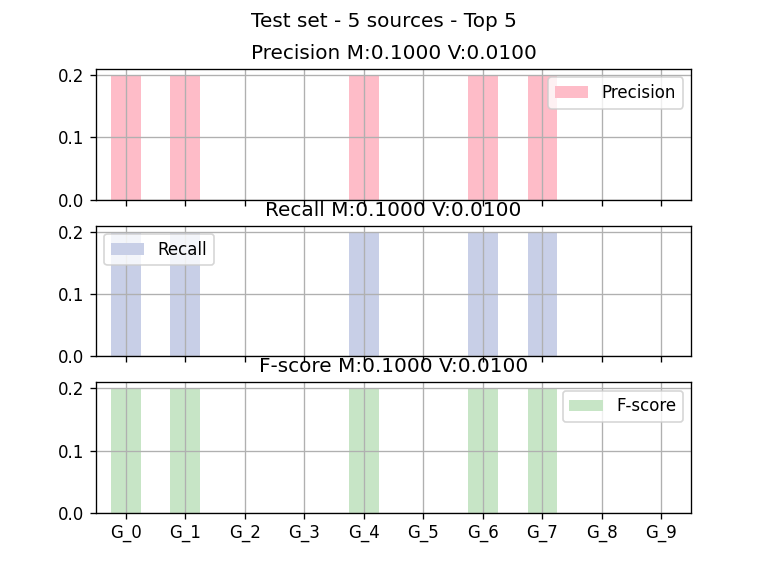 Test set - 5 sources - Top 5
Precision M:0.1000 V:0.0100
0.2
Precision
0.1
0.0
Recall M:0.1000 V:0.0100
0.2
Recall
0.1
0.0
F-score M:0.1000 V:0.0100
0.2
F-score
0.1
0.0
G_0 G_1 G_2 G_3 G_4 G_5 G_6 G_7 G_8 G_9